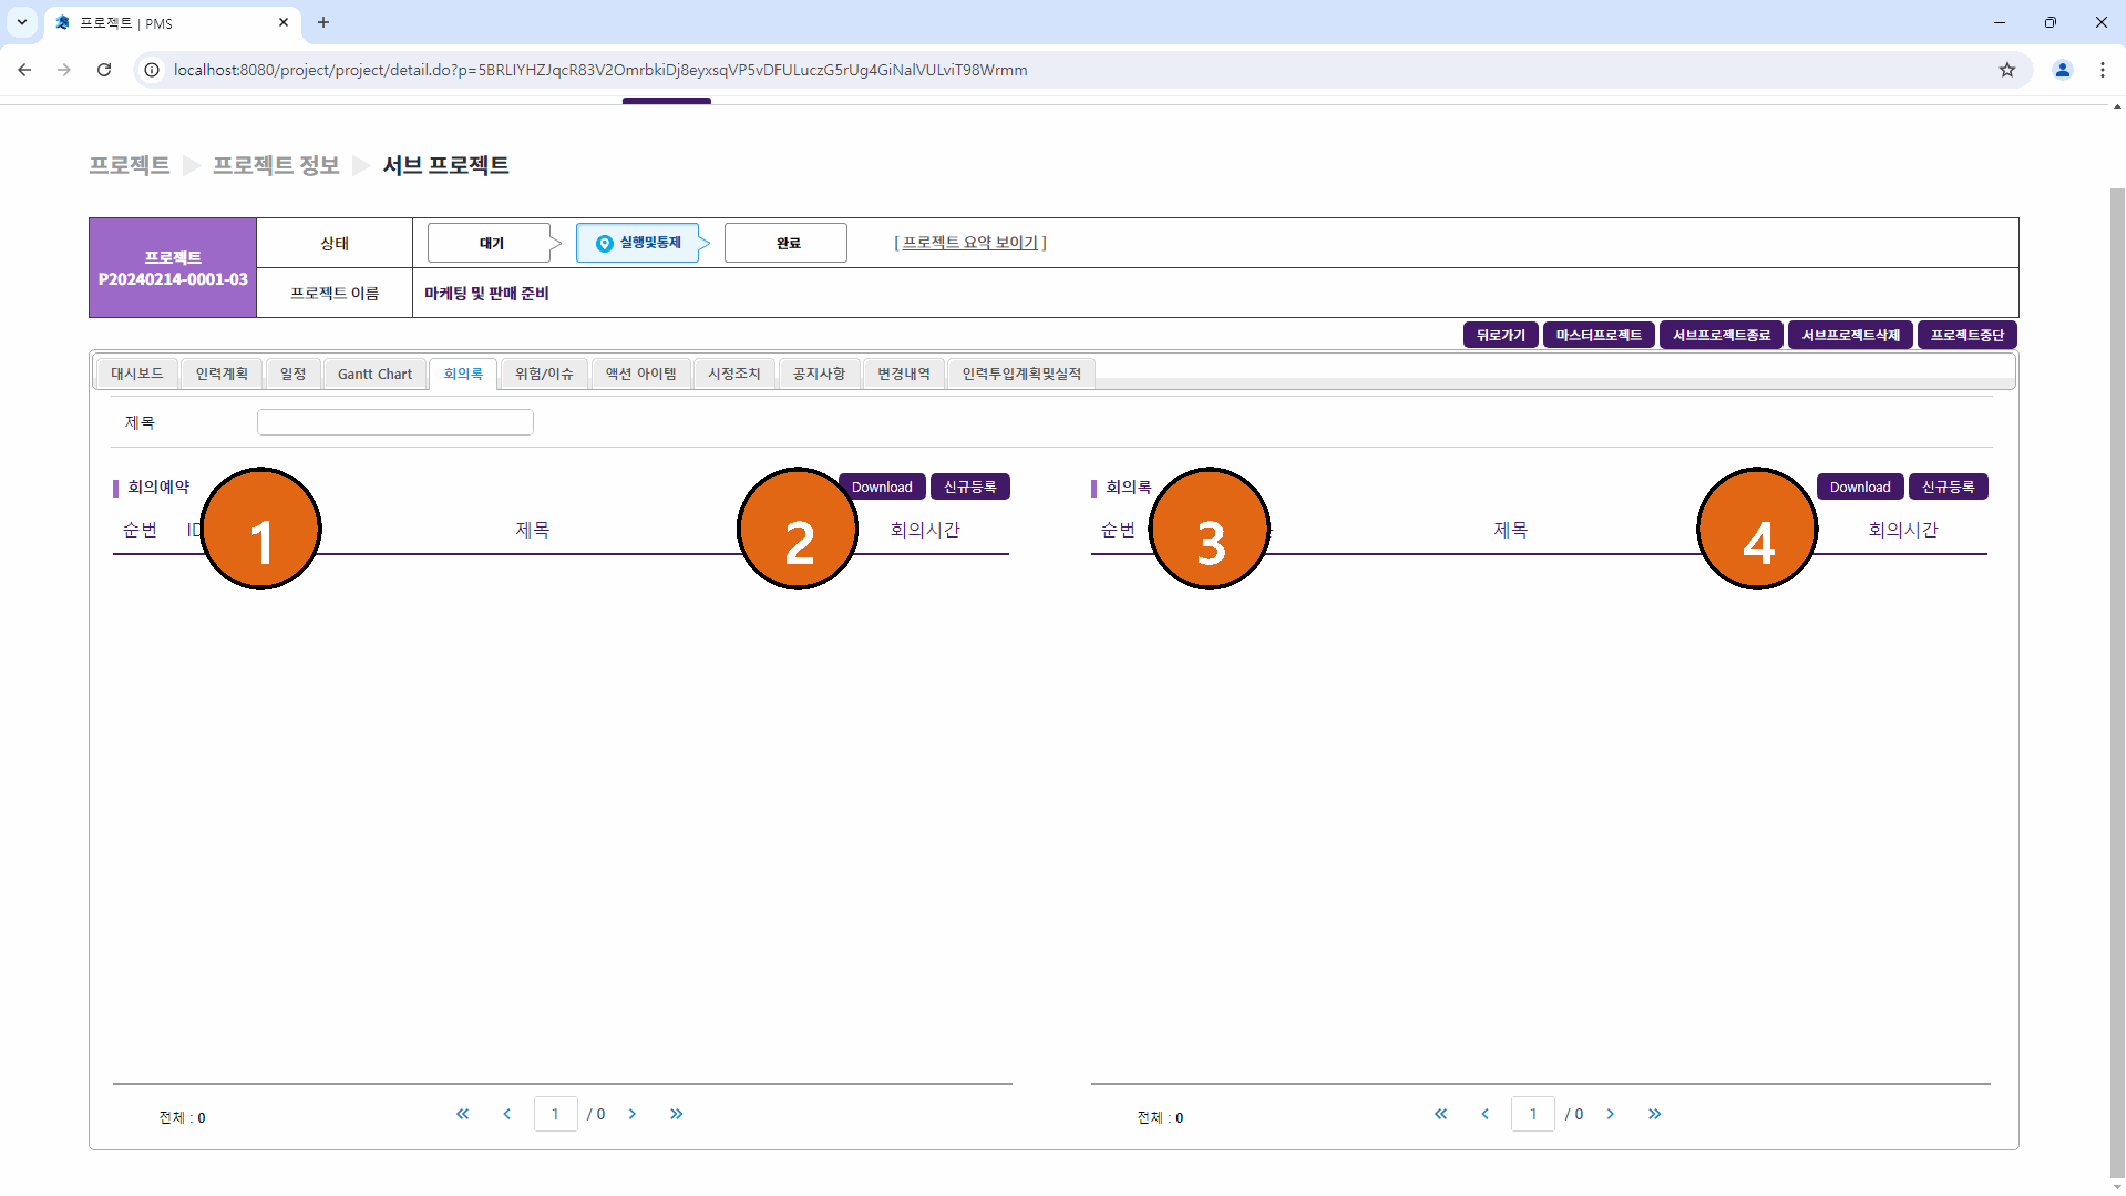 프로젝트 | PMS
localhost:8080/project/project/detail.do?p=5BRLIYHZJqcR83V2OmrbkiDj8eyxsqVP5vDFULuczG5rUg4GiNalVULviT98Wrmm
프로젝트 프로젝트 정보 서브 프로젝트
프로젝트
P20240214-0001-03
상태 대기 실행및통제 완료 [ 프로젝트 요약 보이기 ]
프로젝트 이름 마케팅 및 판매 준비
뒤로가기 마스터프로젝트 서브프로젝트종료 서브프로젝트삭제 프로젝트중단
대시보드 인력계획 일정 Gantt Chart 회의록 위험/이슈 액션 아이템 시정조치 공지사항 변경내역 인력투입계획및실적
제목
회의예약 Download 신규등록
순번 ID 제목 회의시간
1 2
회의록 Download 신규등록
순번 제목 회의시간
3 4
전체 : 0 « ‹ 1 / 0 › »
전체 : 0 « ‹ 1 / 0 › »